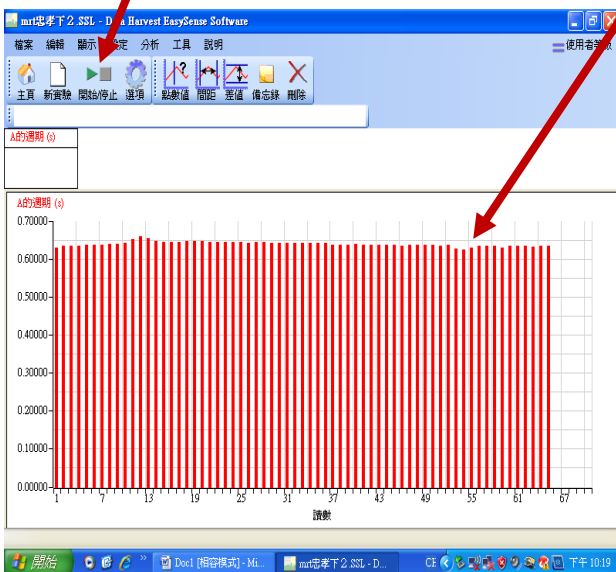 mrt忠孝下２.SSL - Data Harvest EasySense Software
檔案 編輯 顯示 設定 分析 工具 說明
使用者等級
主頁 新實驗 開始/停止 選項 點數值 間距 差值 備忘錄 刪除
A的週期 (s)
A的週期 (s)
0.70000
0.60000
0.50000
0.40000
0.30000
0.20000
0.10000
0.00000
1 7 13 19 25 31 37 43 49 55 61 67
讀數
開始 Doc1 [相容模式] - Mi... mrt忠孝下２.SSL - D... CE 下午 10:19